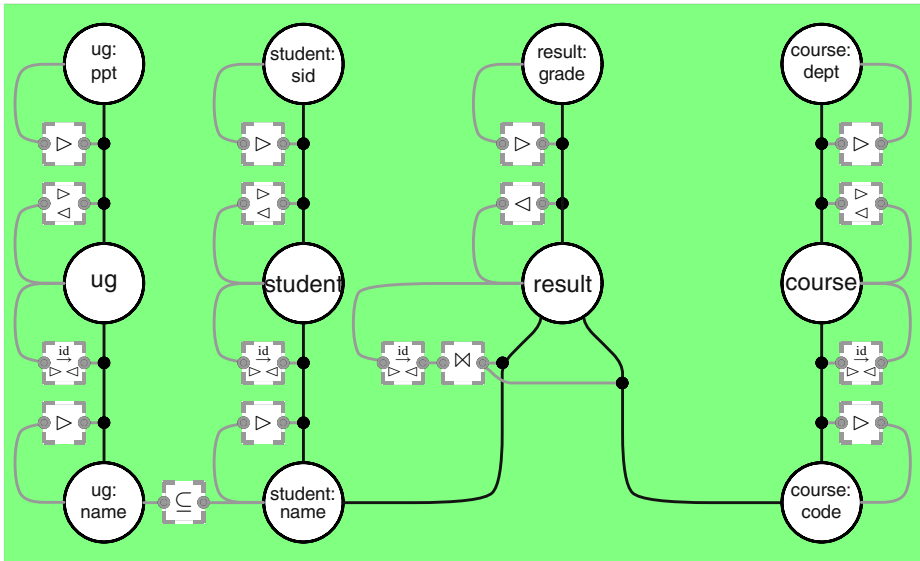 ug:
ppt
student:
sid
result:
grade
course:
dept
▷
▷
▷
▷
▷
◁
▷
◁
◁
▷
◁
ug
student
result
course
id
→
▷ ◁
id
→
▷ ◁
id
→
▷ ◁
⋈
id
→
▷ ◁
▷
▷
▷
ug:
name
⊆
student:
name
course:
code